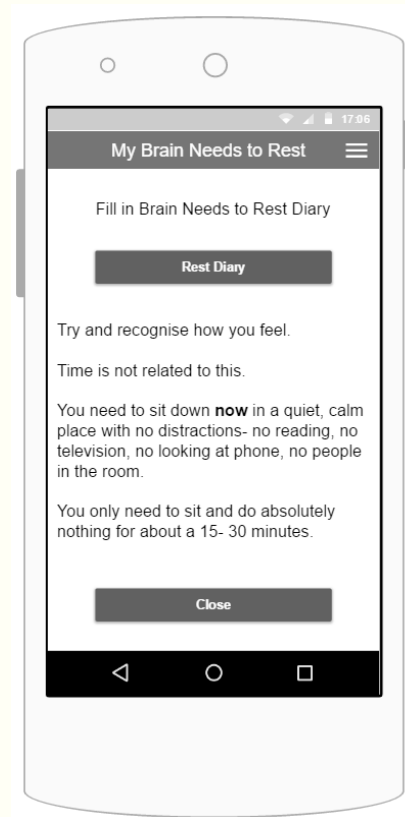 17:06
My Brain Needs to Rest
Fill in Brain Needs to Rest Diary
Rest Diary
Try and recognise how you feel.
Time is not related to this.
You need to sit down now in a quiet, calm
place with no distractions- no reading, no
television, no looking at phone, no people
in the room.
You only need to sit and do absolutely
nothing for about a 15- 30 minutes.
Close